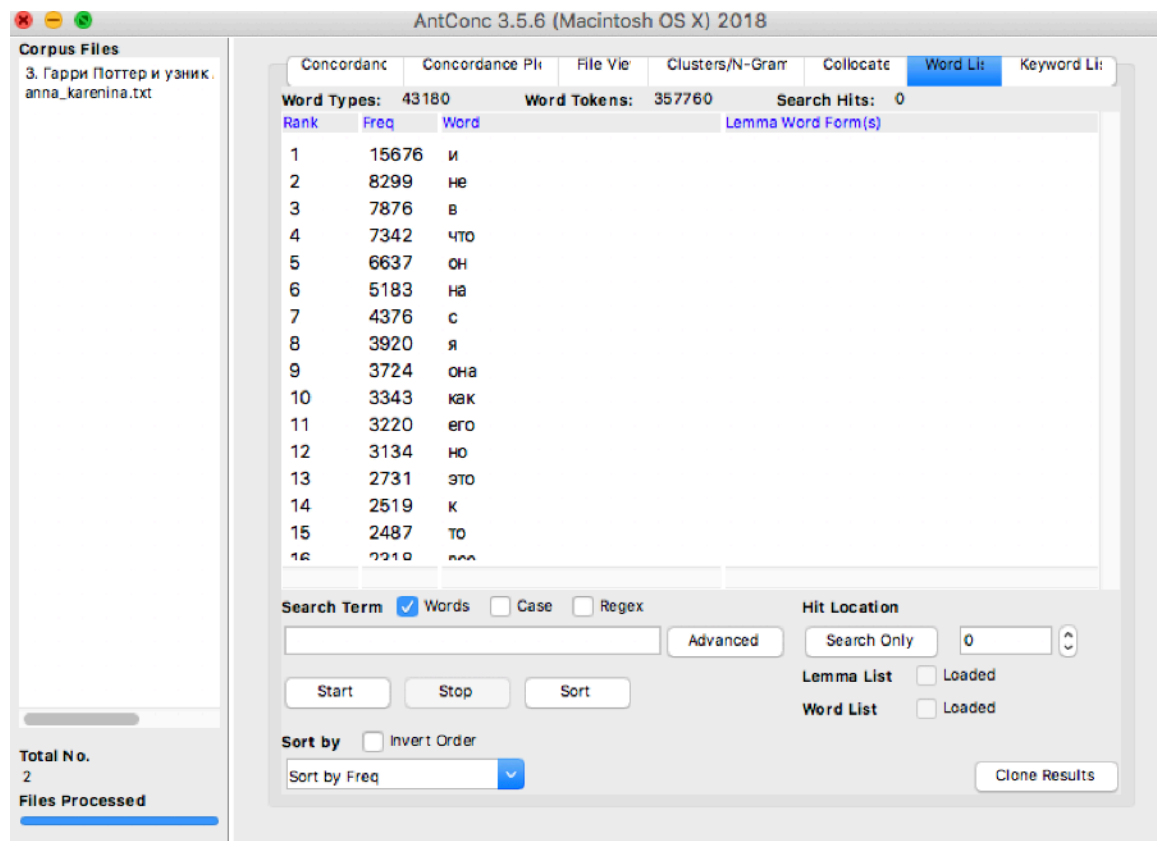 AntConc 3.5.6 (Macintosh OS X) 2018
Corpus Files
3. Гарри Поттер и узник
anna_karenina.txt
Total No.
2
Files Processed
Concordanc Concordance Pl File Vie Clusters/N-Gram Collocate Word Li Keyword Li
Word Types: 43180 Word Tokens: 357760 Search Hits: 0
Rank Freq Word Lemma Word Form(s)
1 15676 и
2 8299 не
3 7876 в
4 7342 что
5 6637 он
6 5183 на
7 4376 с
8 3920 я
9 3724 она
10 3343 как
11 3220 его
12 3134 но
13 2731 это
14 2519 к
15 2487 то
16 2318
Search Term Words Case Regex Hit Location
Advanced Search Only 0
Start Stop Sort Lemma List Loaded
Word List Loaded
Sort by Invert Order
Sort by Freq Clone Results